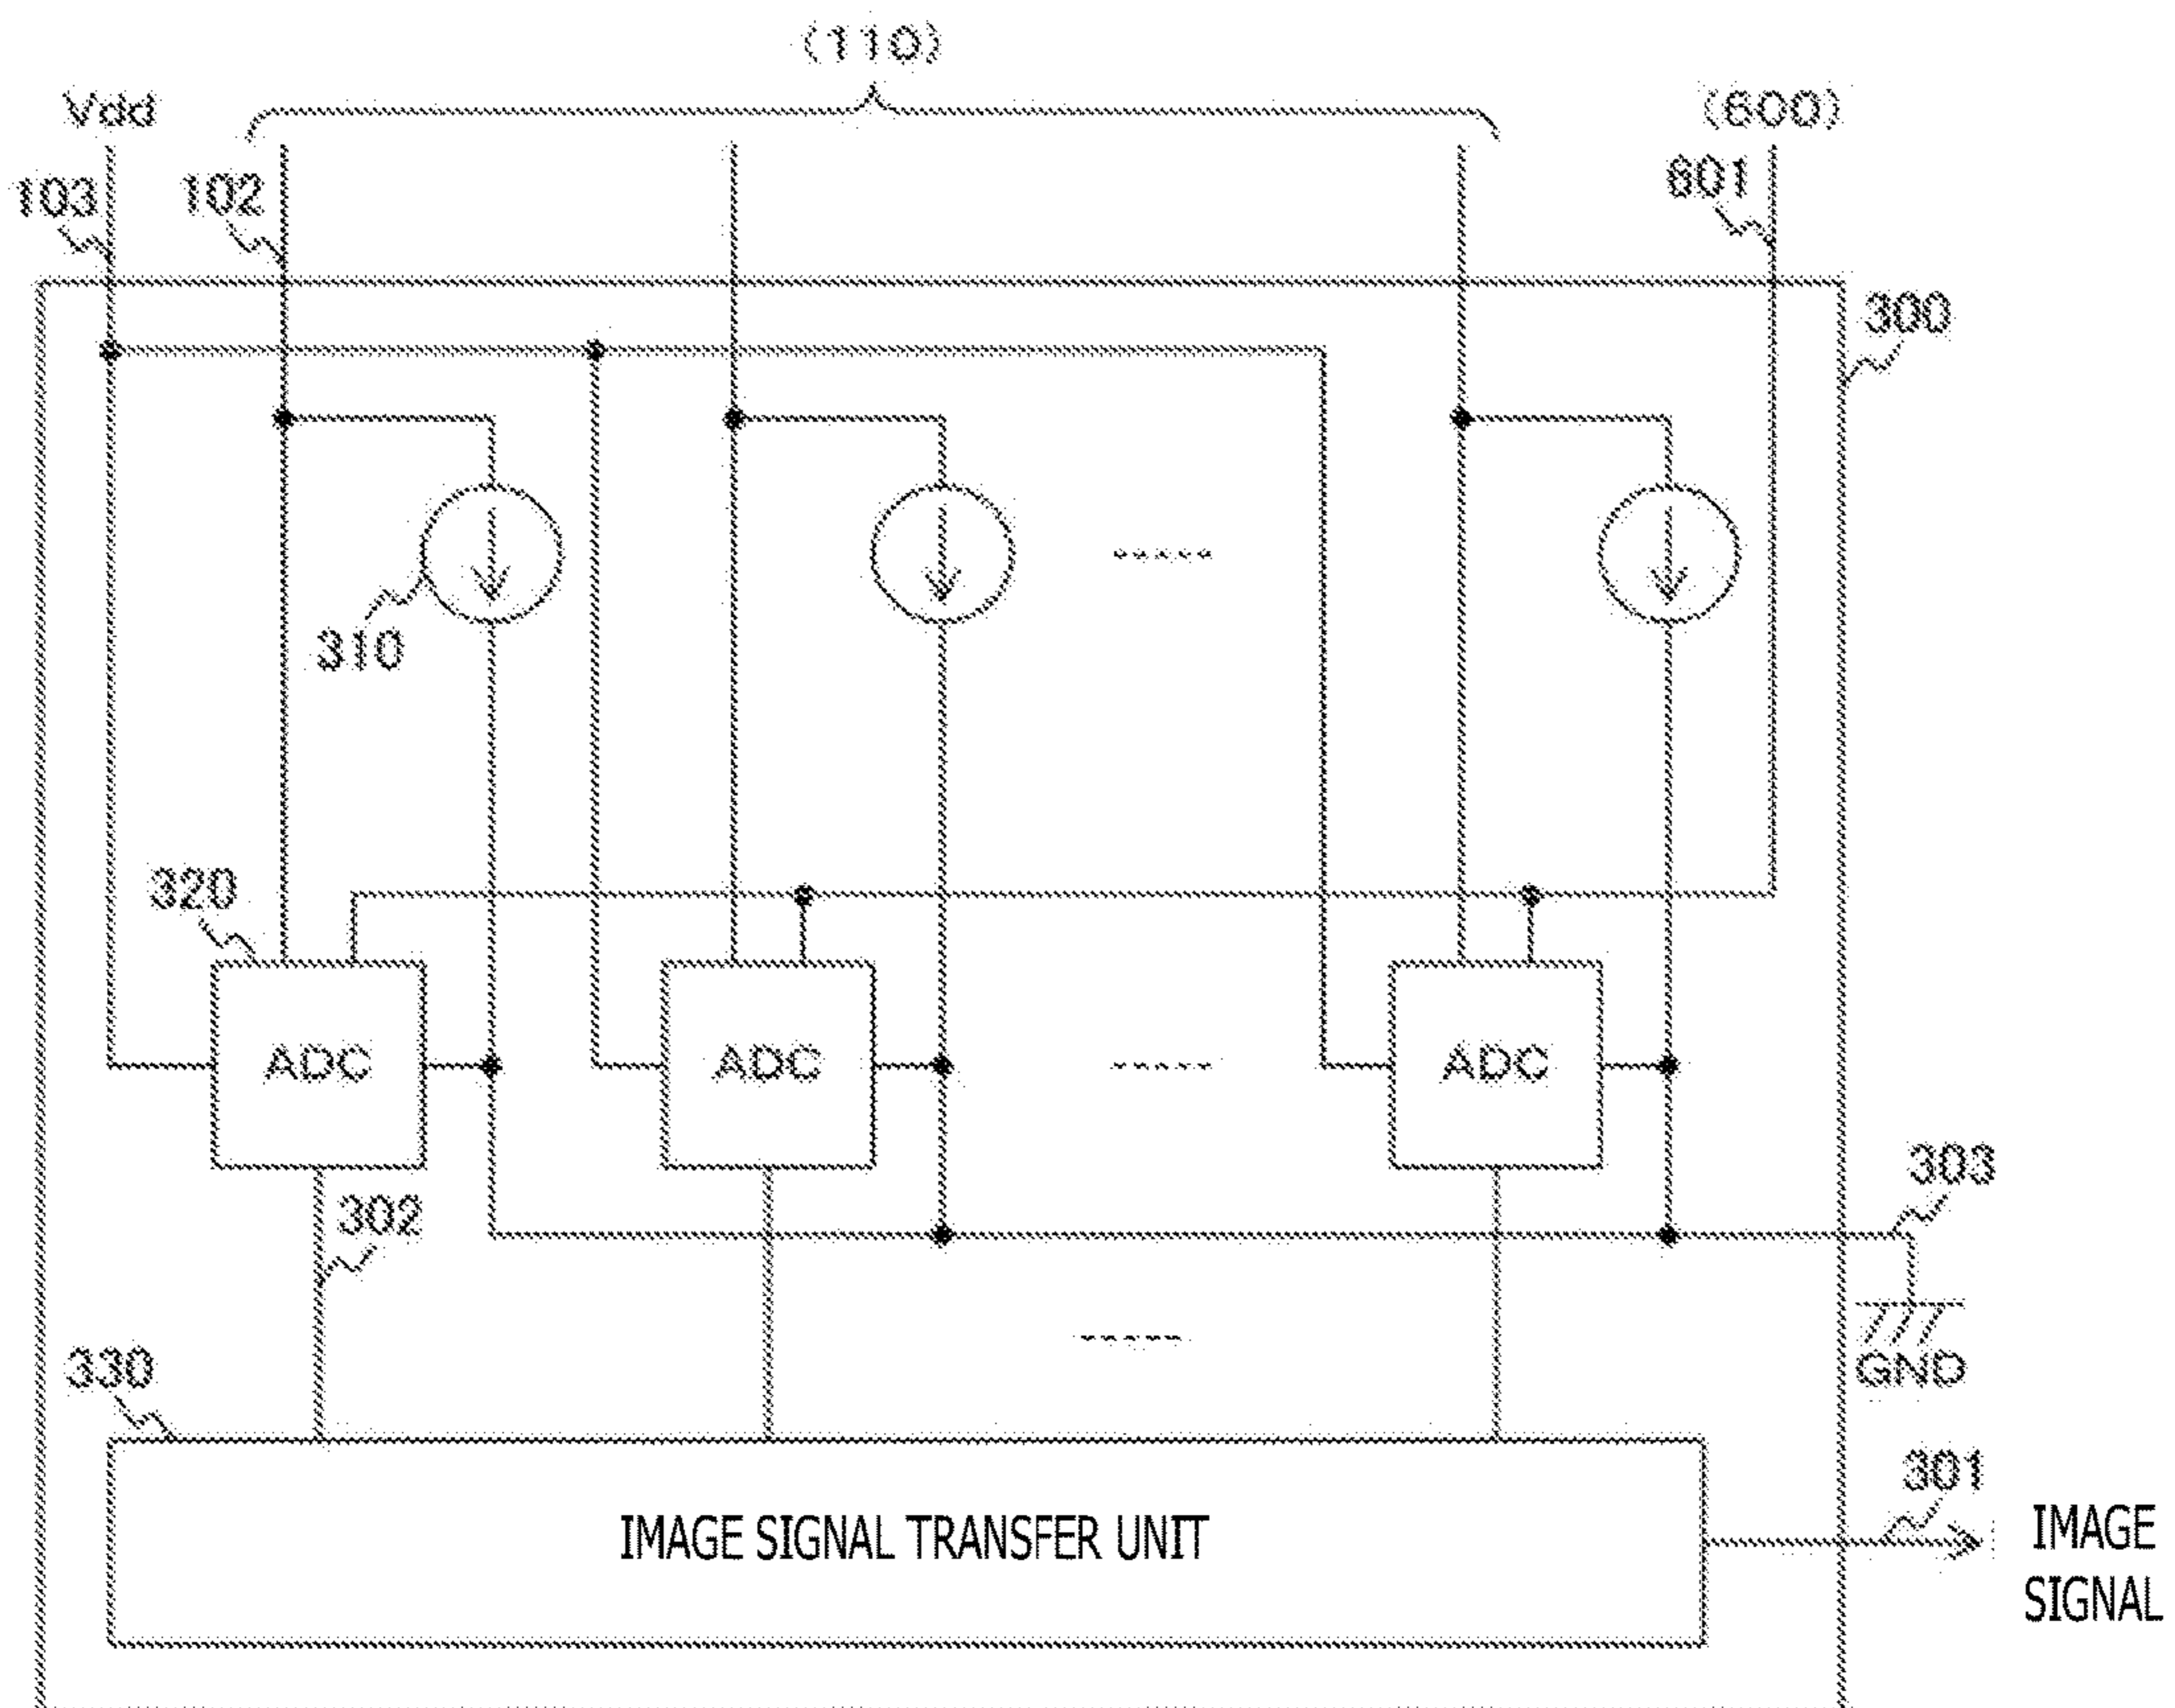 (110)
Vdd
(600)
103
102
601
300
310
320
ADC
ADC
ADC
303
302
GND
330
301
IMAGE SIGNAL TRANSFER UNIT
IMAGE
SIGNAL